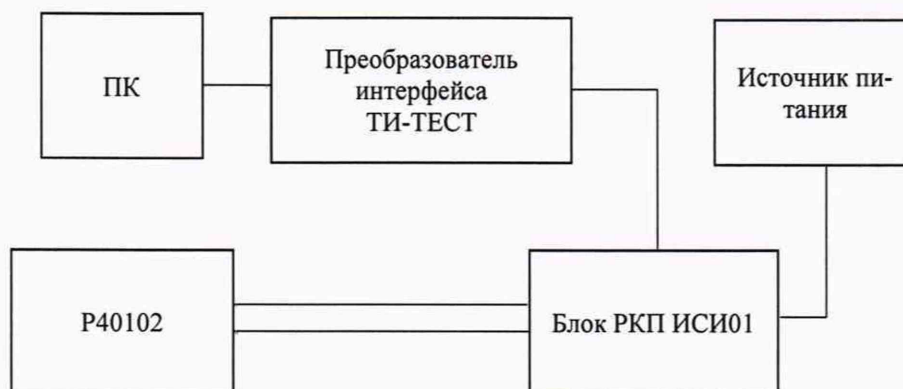 ПК
Преобразователь
интерфейса
ТИ-ТЕСТ
Источник пи-
тания
Р40102
Блок РКП ИСИ01